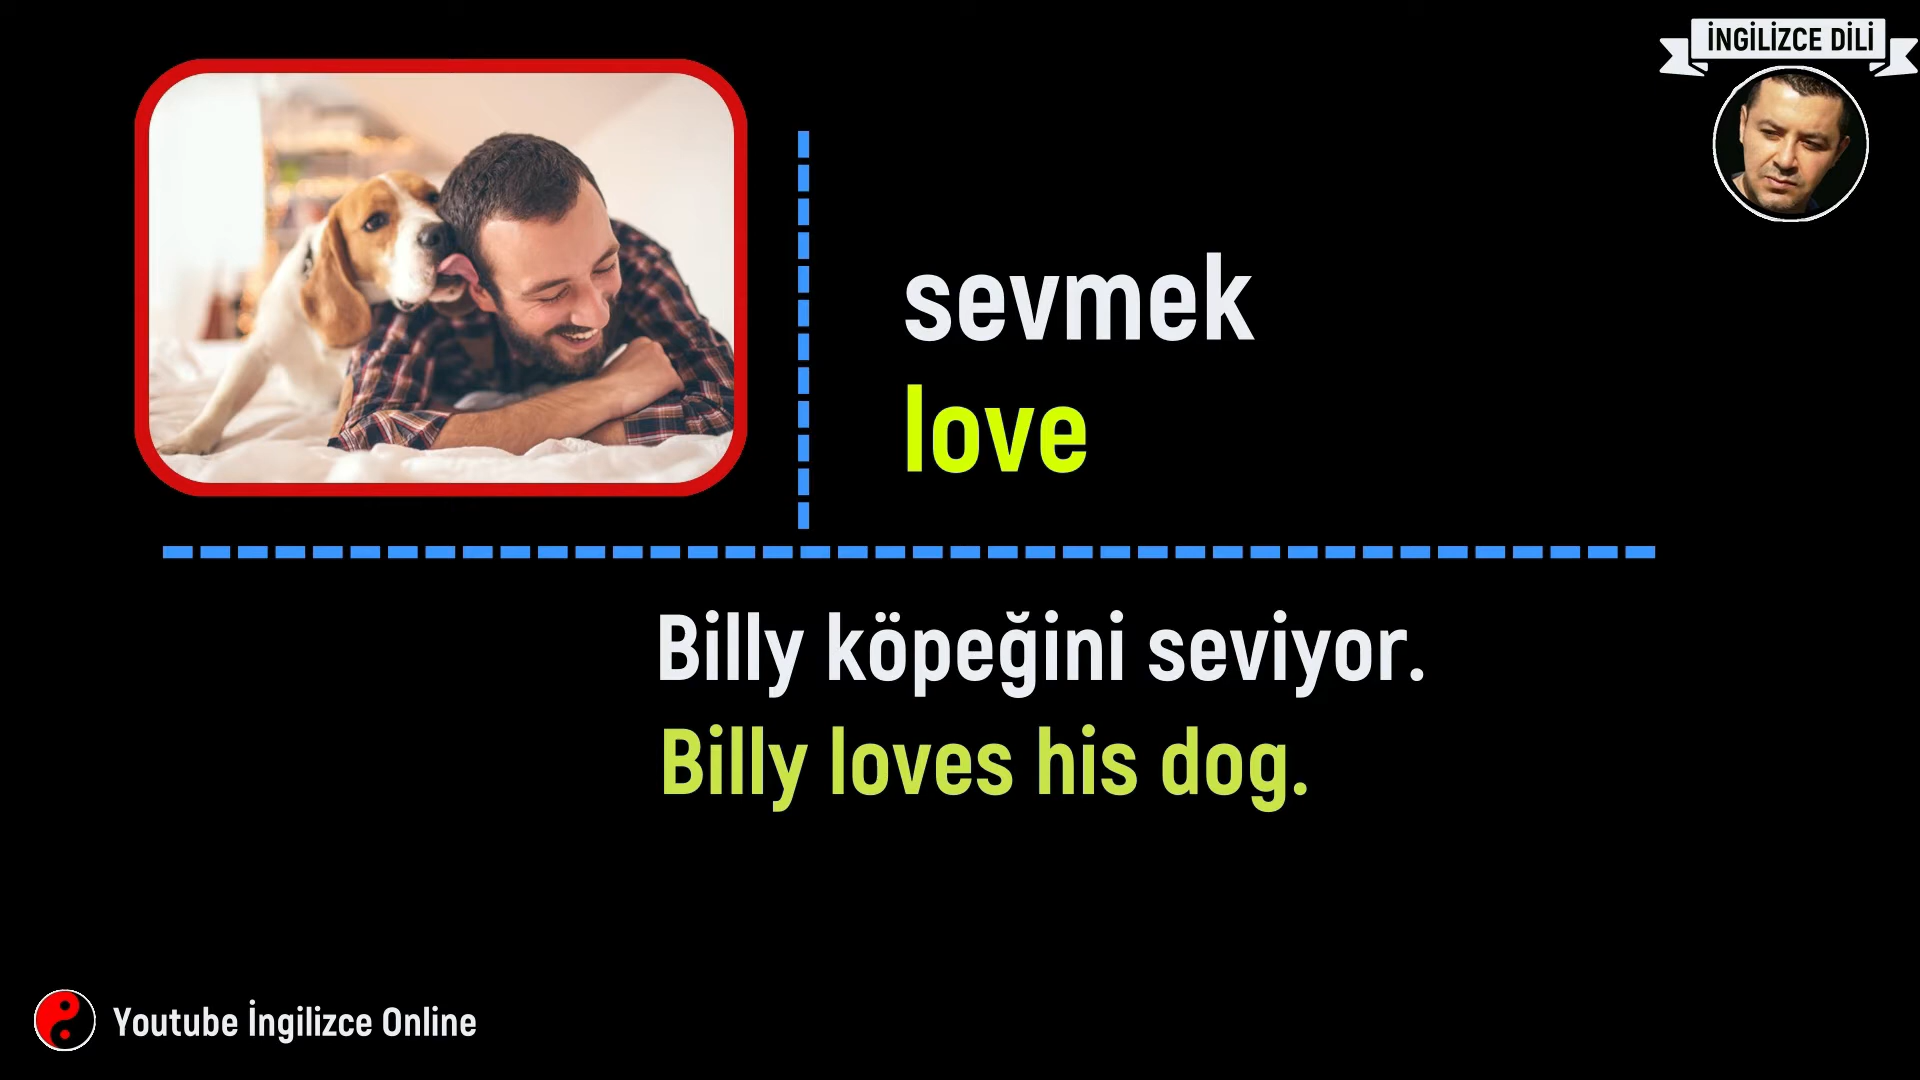 İNGİLİZCE DİLİ
sevmek
love
Billy köpeğini seviyor.
Billy loves his dog.
Youtube İngilizce Online